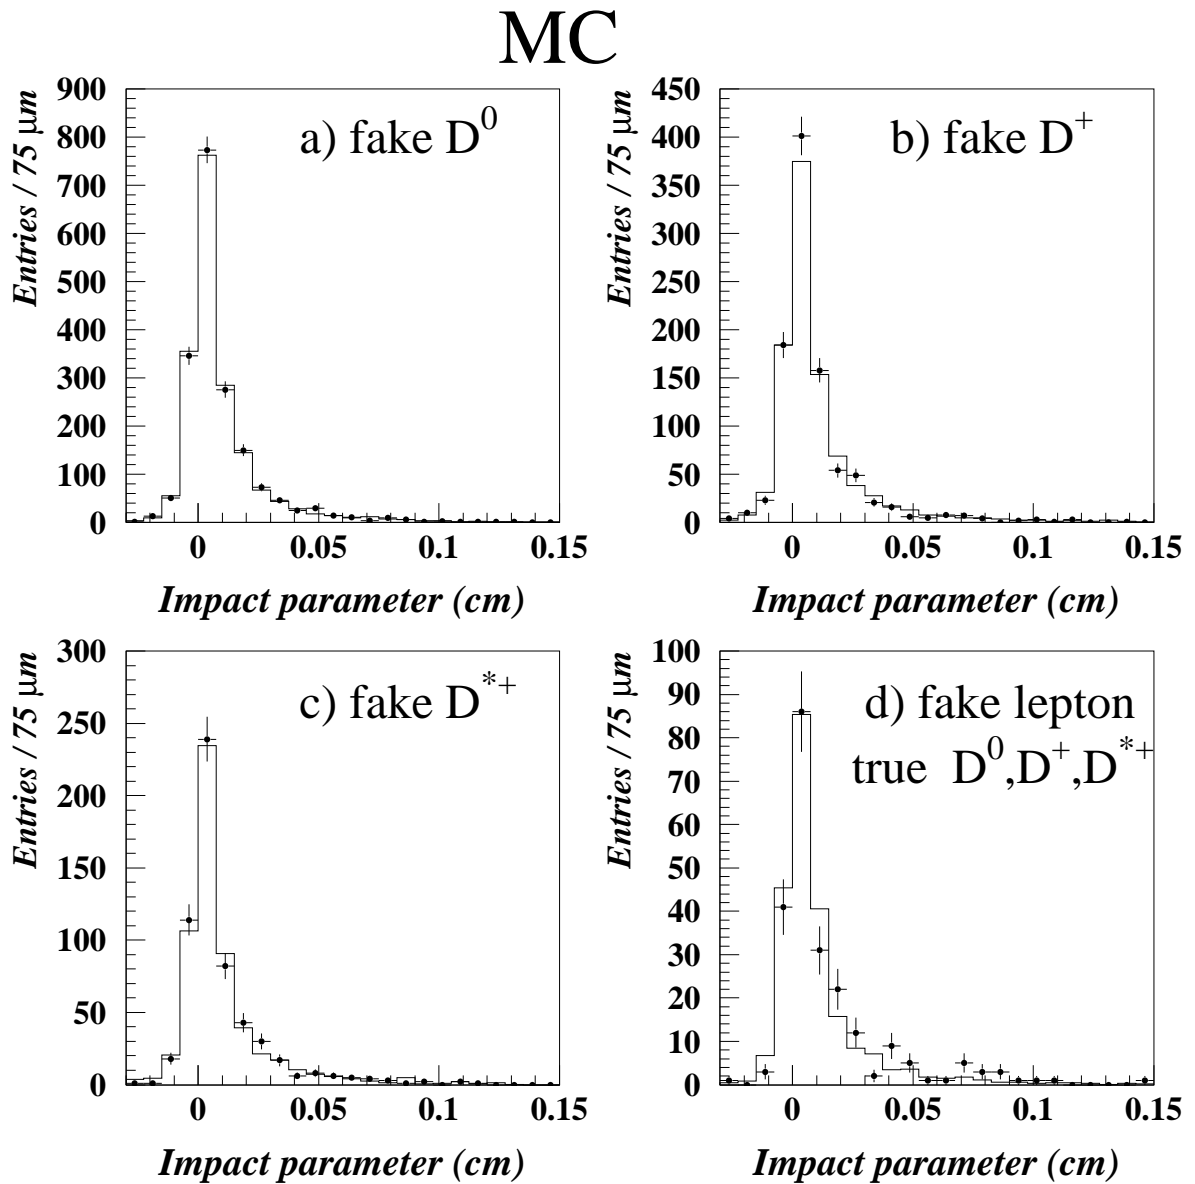 MC
Entries / 75 μm
900
800
700
600
500
400
300
200
100
0
a) fake D⁰
0 0.05 0.1 0.15
Impact parameter (cm)
Entries / 75 μm
450
400
350
300
250
200
150
100
50
0
b) fake D⁺
0 0.05 0.1 0.15
Impact parameter (cm)
Entries / 75 μm
300
250
200
150
100
50
0
c) fake D*⁺
0 0.05 0.1 0.15
Impact parameter (cm)
Entries / 75 μm
100
90
80
70
60
50
40
30
20
10
0
d) fake lepton
true D⁰,D⁺,D*⁺
0 0.05 0.1 0.15
Impact parameter (cm)